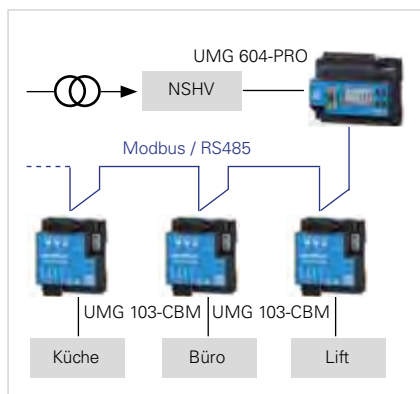 UMG 604-PRO
NSHV
Modbus / RS485
UMG 103-CBM UMG 103-CBM
Küche Büro Lift